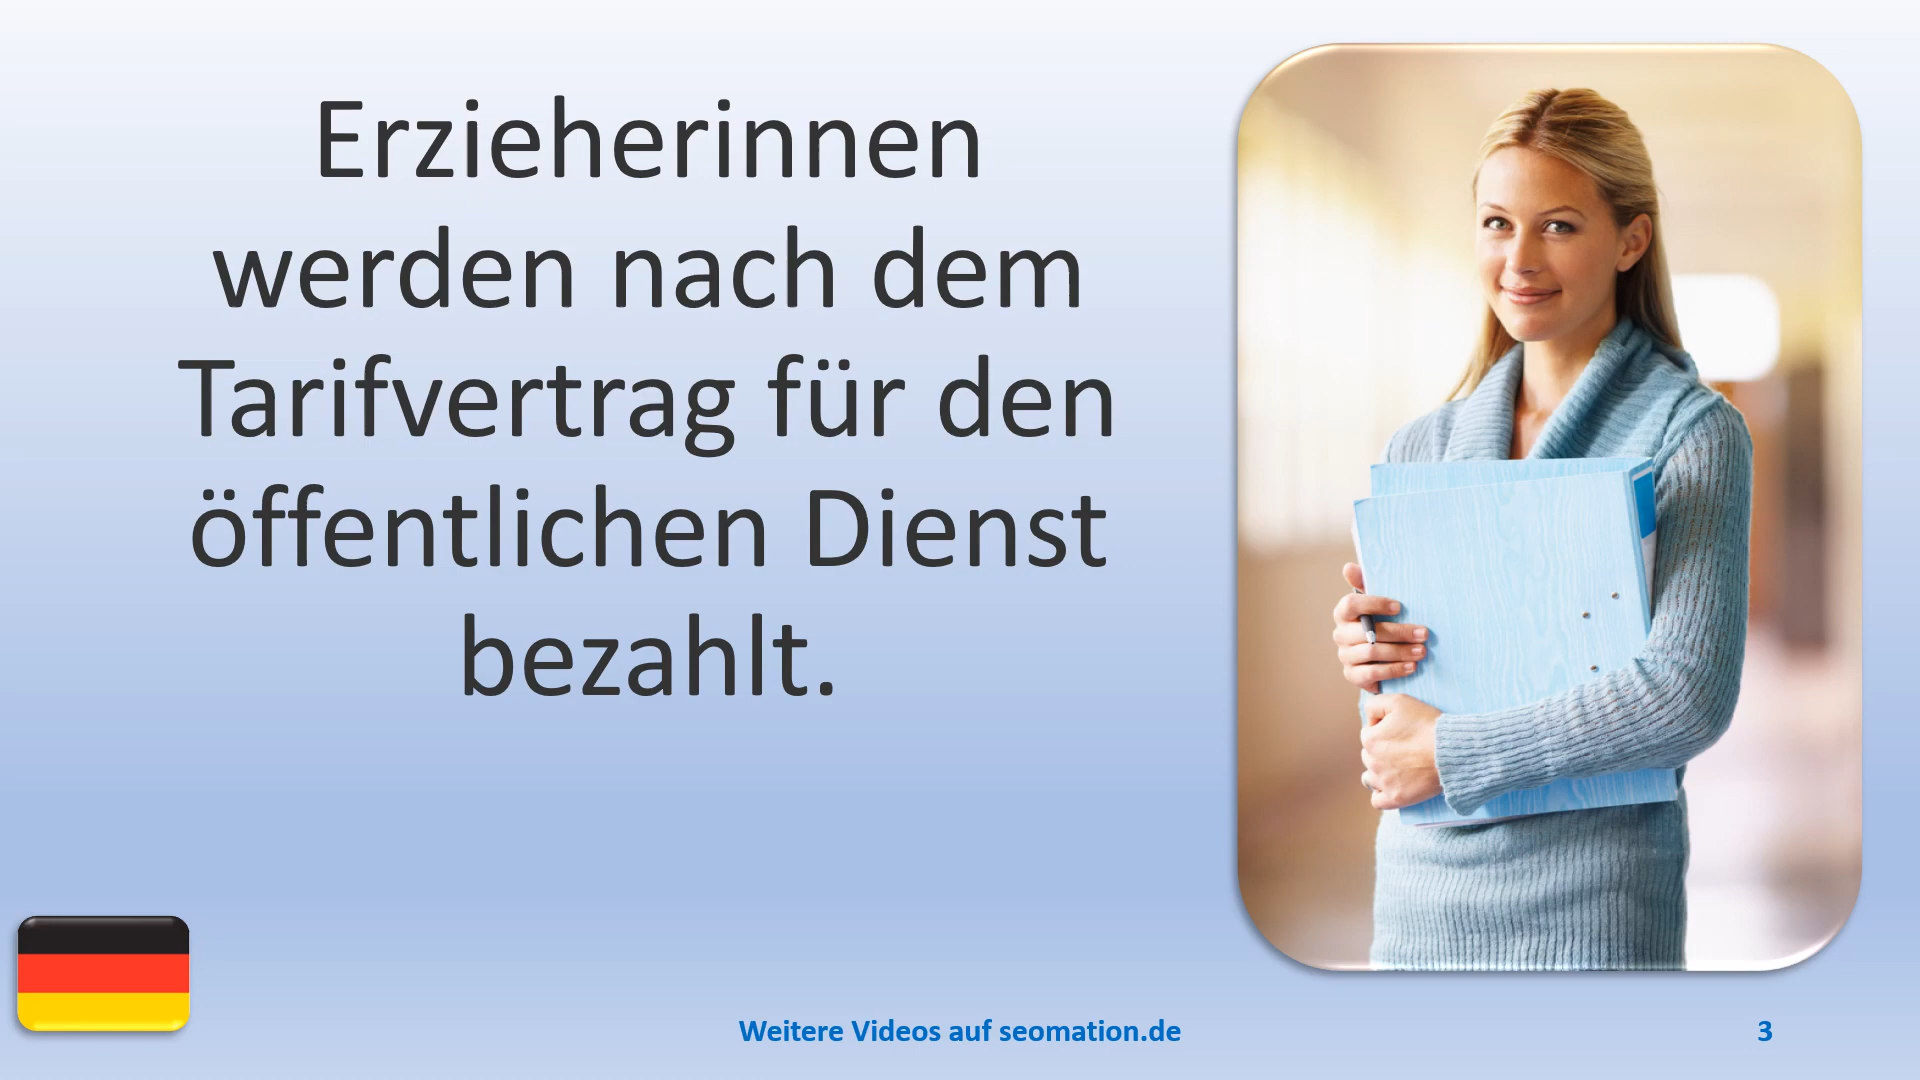 Erzieherinnen
werden nach dem
Tarifvertrag für den
öffentlichen Dienst
bezahlt.
Weitere Videos auf seomation.de
3